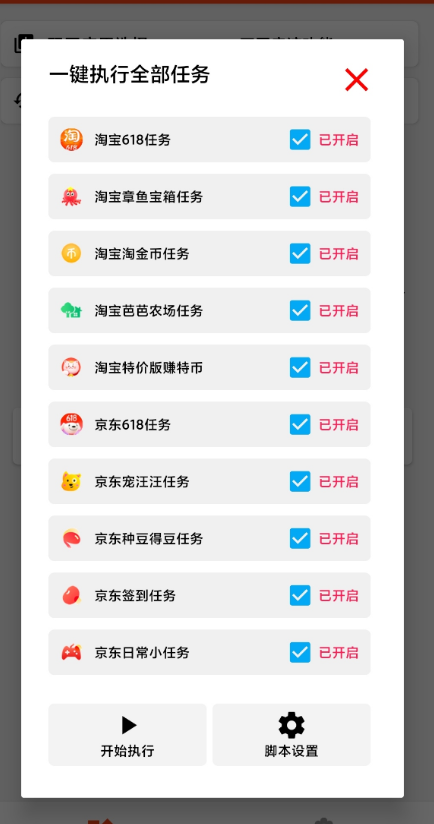 一键执行全部任务
淘宝618任务
已开启
淘宝章鱼宝箱任务
已开启
淘宝淘金币任务
已开启
淘宝芭芭农场任务
已开启
淘宝特价版赚特币
已开启
京东618任务
已开启
京东宠汪汪任务
已开启
京东种豆得豆任务
已开启
京东签到任务
已开启
京东日常小任务
已开启
开始执行
脚本设置